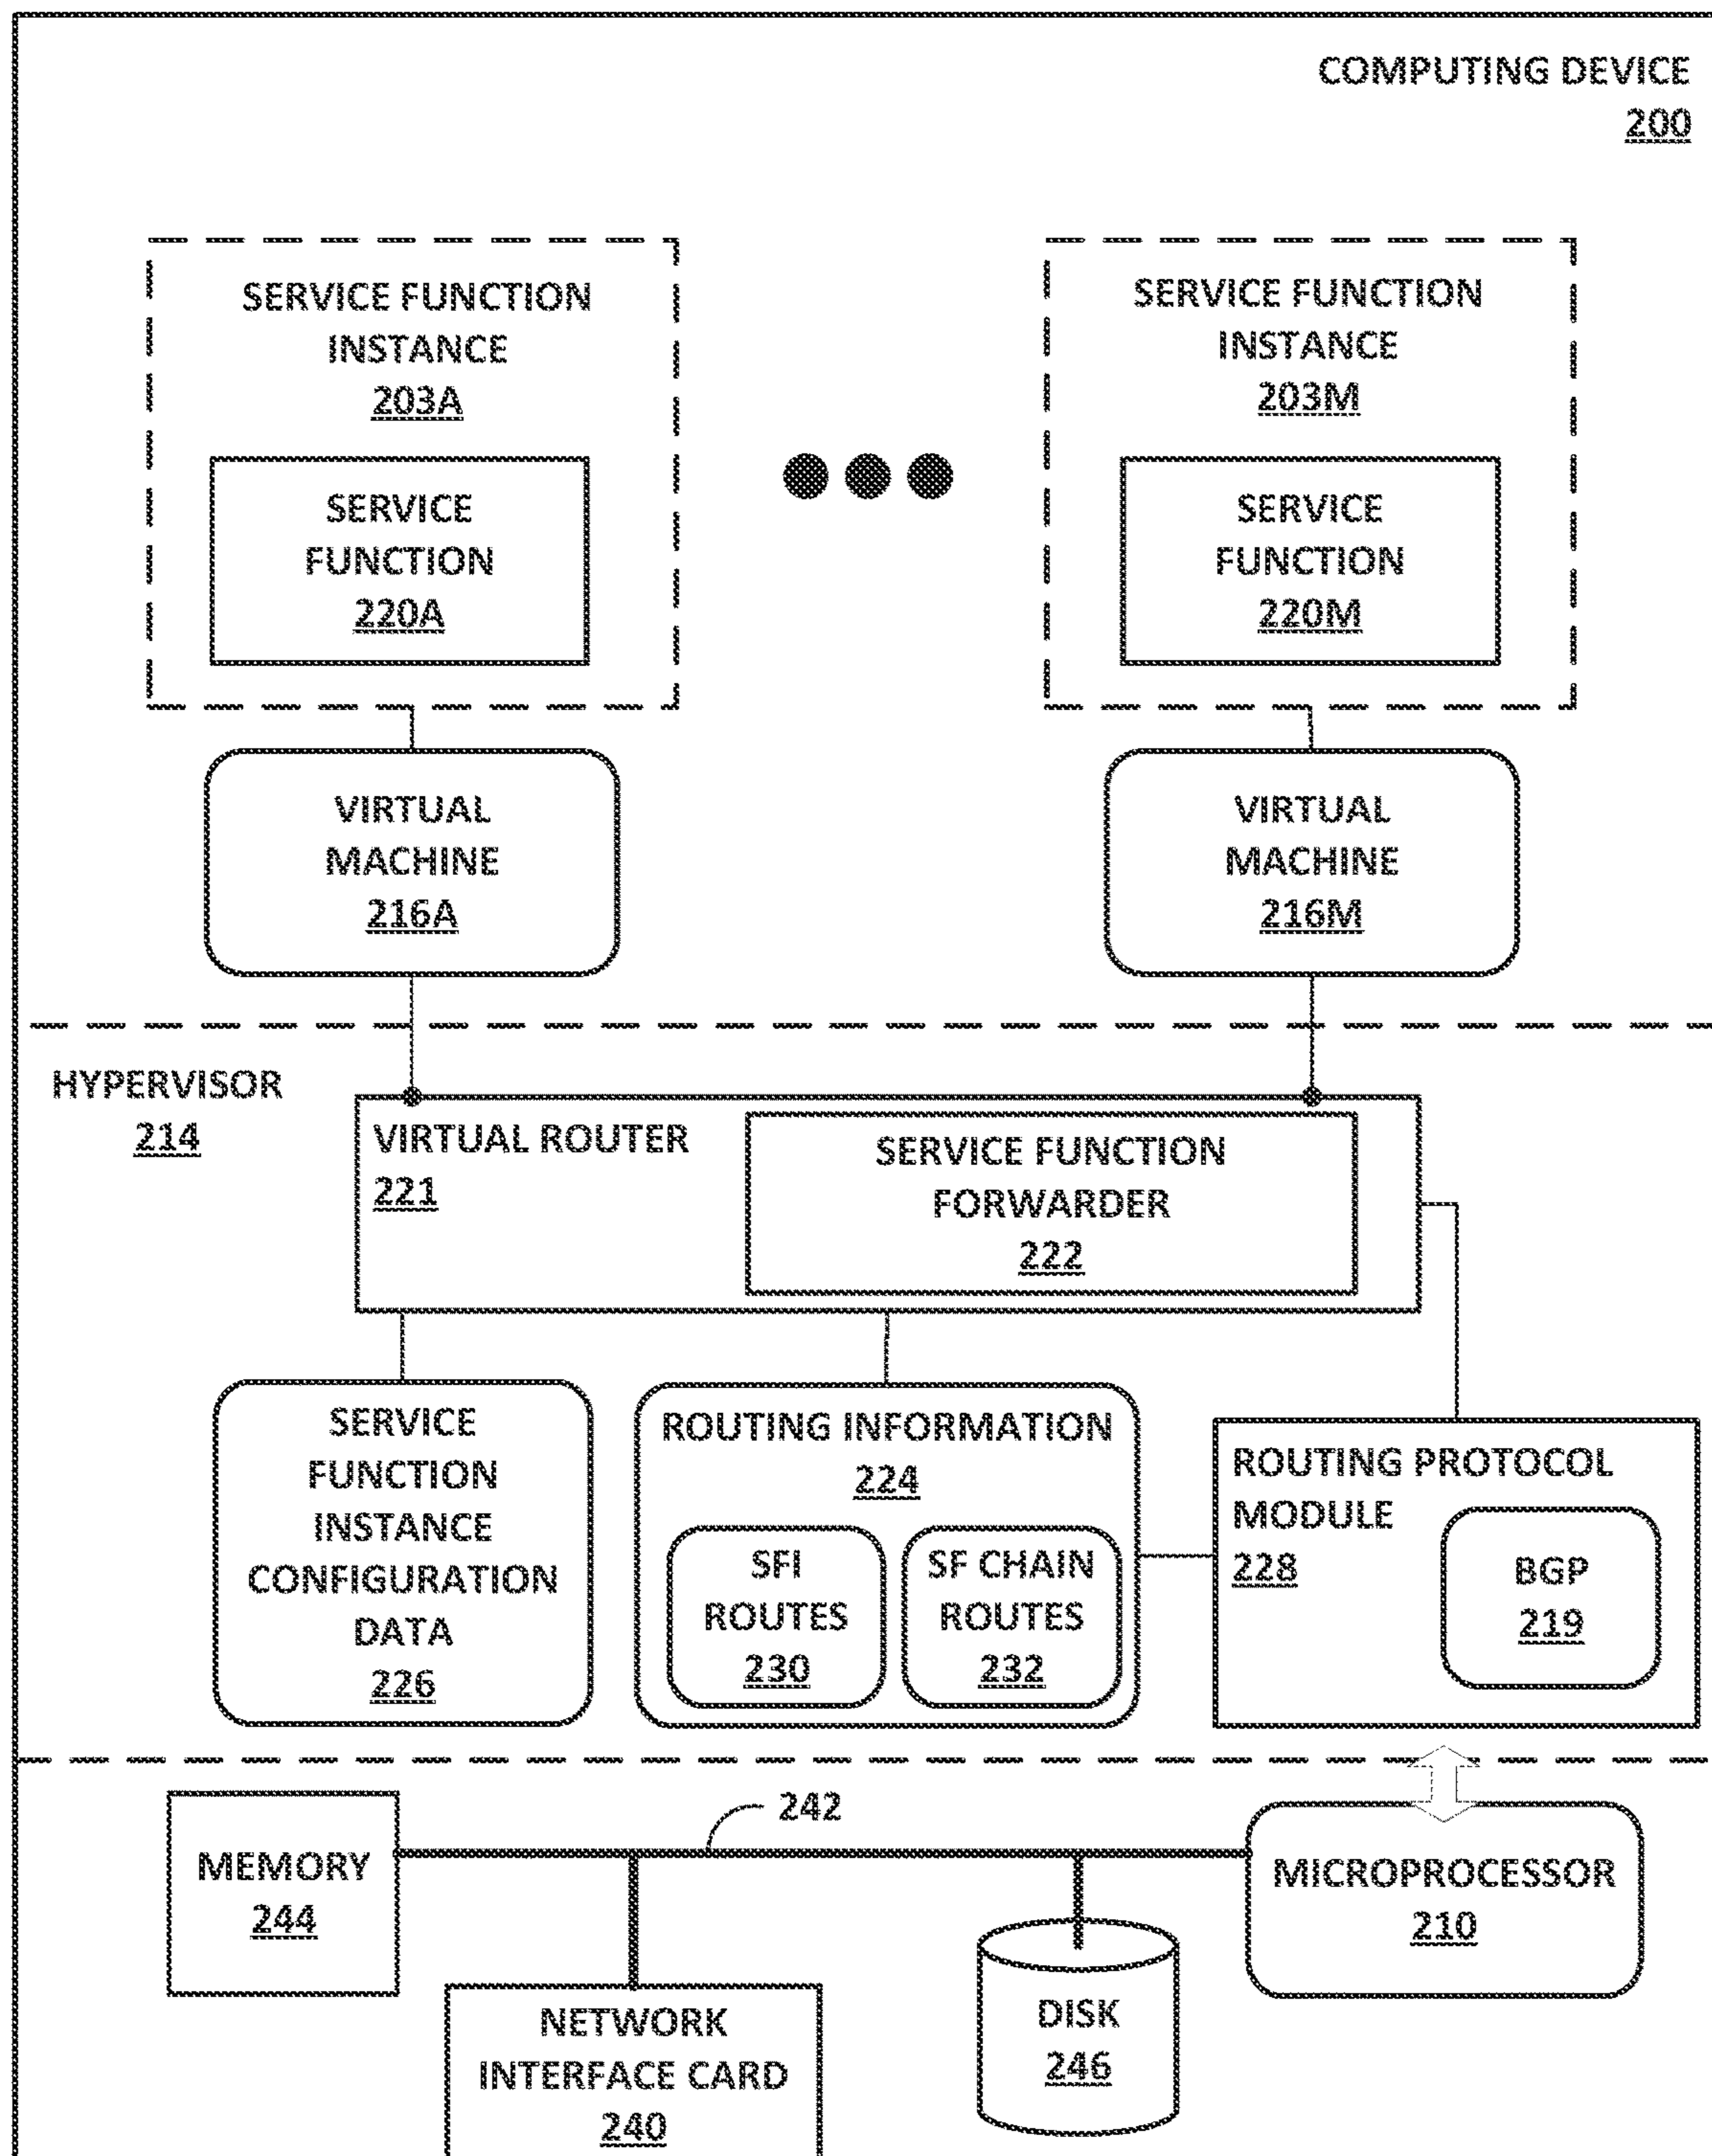 COMPUTING DEVICE
200
SERVICE FUNCTION
INSTANCE
203A
SERVICE
FUNCTION
220A
SERVICE FUNCTION
INSTANCE
203M
SERVICE
FUNCTION
220M
VIRTUAL
MACHINE
216A
VIRTUAL
MACHINE
216M
HYPERVISOR
214
VIRTUAL ROUTER
221
SERVICE FUNCTION
FORWARDER
222
SERVICE
FUNCTION
INSTANCE
CONFIGURATION
DATA
226
ROUTING INFORMATION
224
SFI
ROUTES
230
SF CHAIN
ROUTES
232
ROUTING PROTOCOL
MODULE
228
BGP
219
242
MEMORY
244
NETWORK
INTERFACE CARD
240
DISK
246
MICROPROCESSOR
210